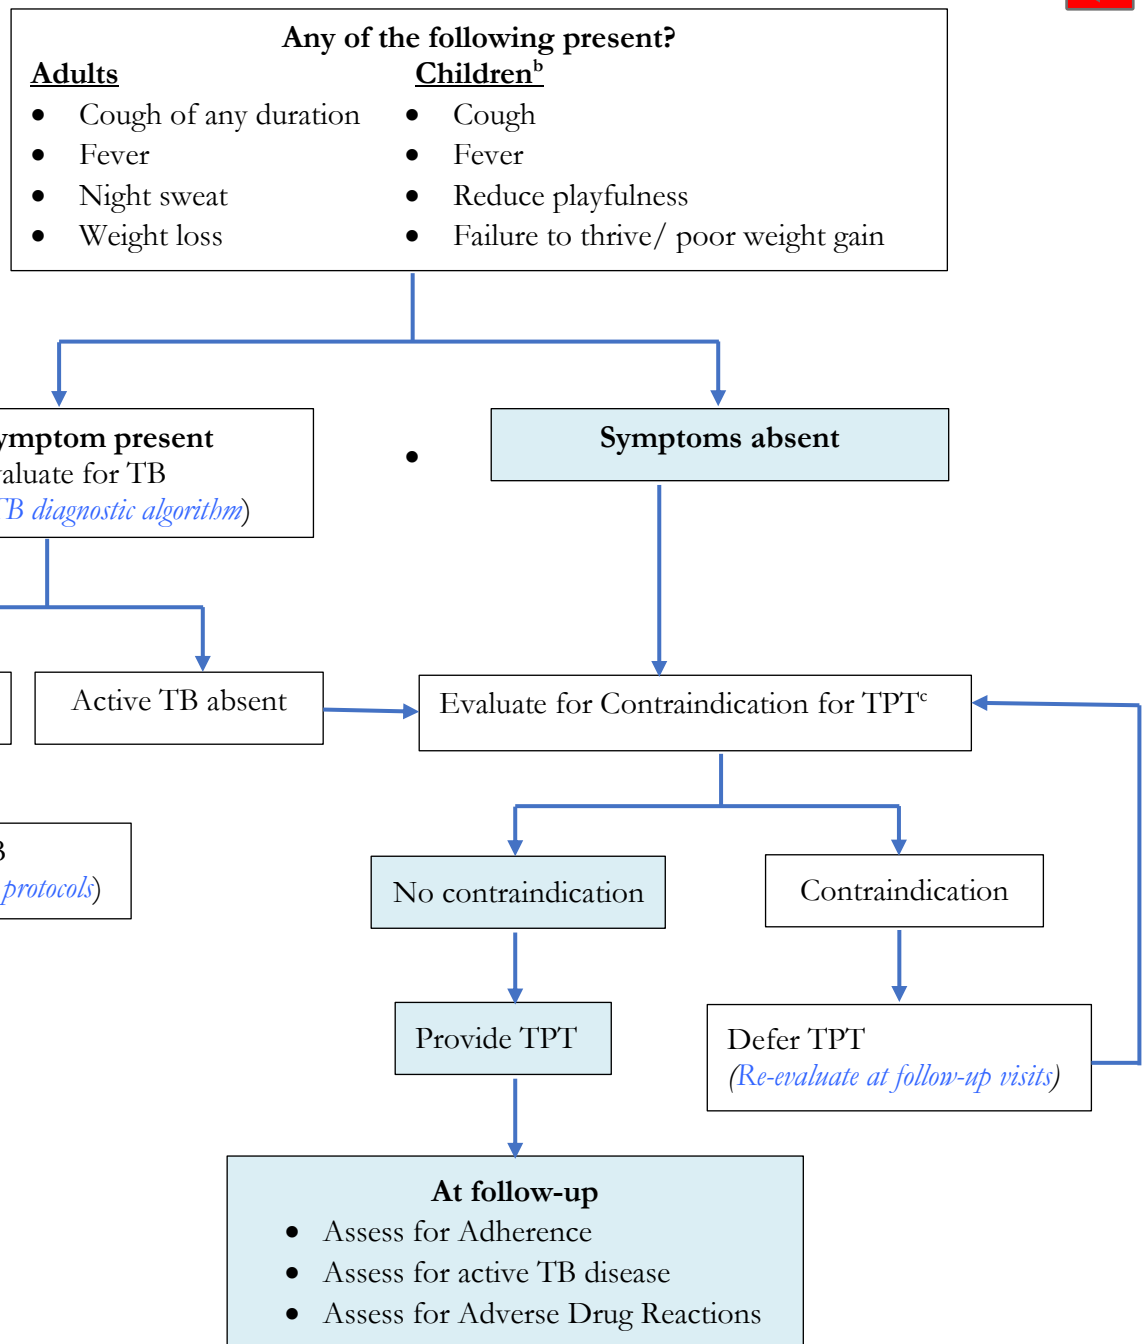 Any of the following present?
Adults
• Cough of any duration
• Fever
• Night sweat
• Weight loss
Children^b
• Cough
• Fever
• Reduce playfulness
• Failure to thrive/ poor weight gain
ymptom present
valuate for TB
TB diagnostic algorithm)
•
Symptoms absent
Active TB absent
Evaluate for Contraindication for TPT^c
B
protocols)
No contraindication
Contraindication
Provide TPT
Defer TPT
(Re-evaluate at follow-up visits)
At follow-up
• Assess for Adherence
• Assess for active TB disease
• Assess for Adverse Drug Reactions